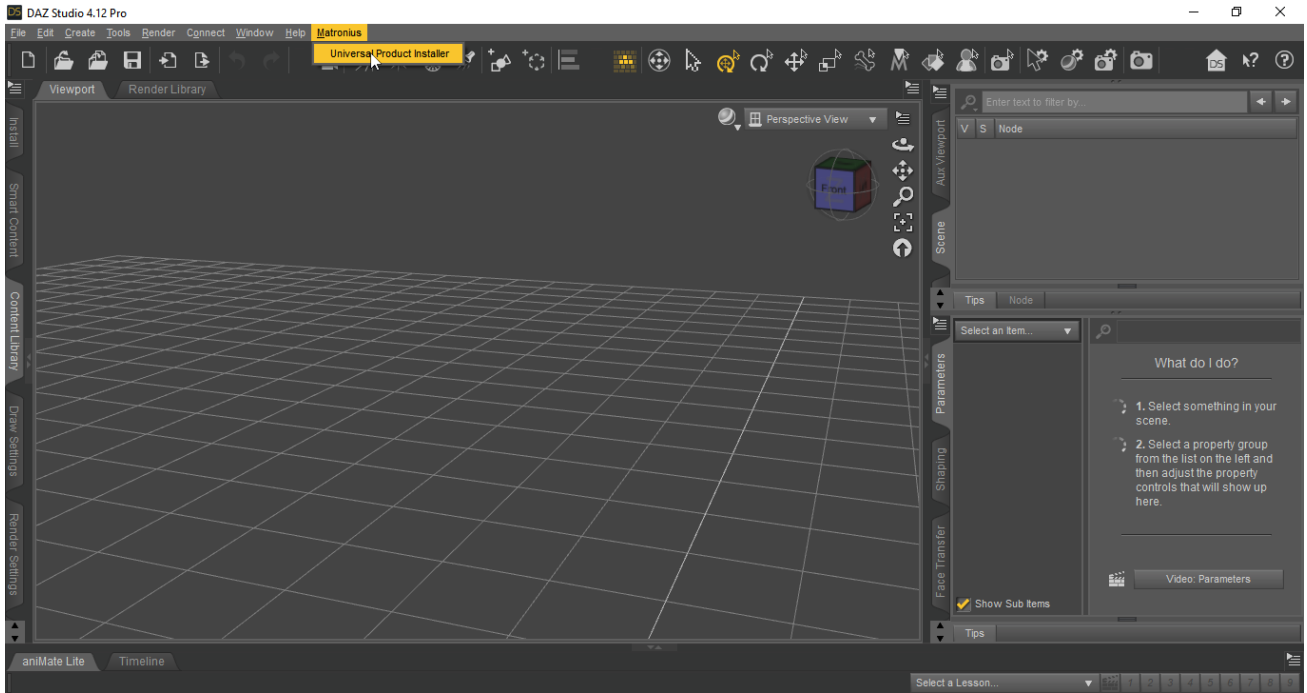 DS DAZ Studio 4.12 Pro
File Edit Create Tools Render Connect Window Help Matronius
Universal Product Installer
DS
Viewport Render Library
Install
Smart Content
Content Library
Draw Settings
Render Settings
Perspective View
Front
Aux Viewport
Scene
Enter text to filter by...
V S Node
Tips Node
Parameters
Shaping
Face Transfer
Select an Item...
What do I do?
1. Select something in your
scene.
2. Select a property group
from the list on the left and
then adjust the property
controls that will show up
here.
Video: Parameters
Show Sub Items
Tips
aniMate Lite Timeline
Select a Lesson...
1 2 3 4 5 6 7 8 9